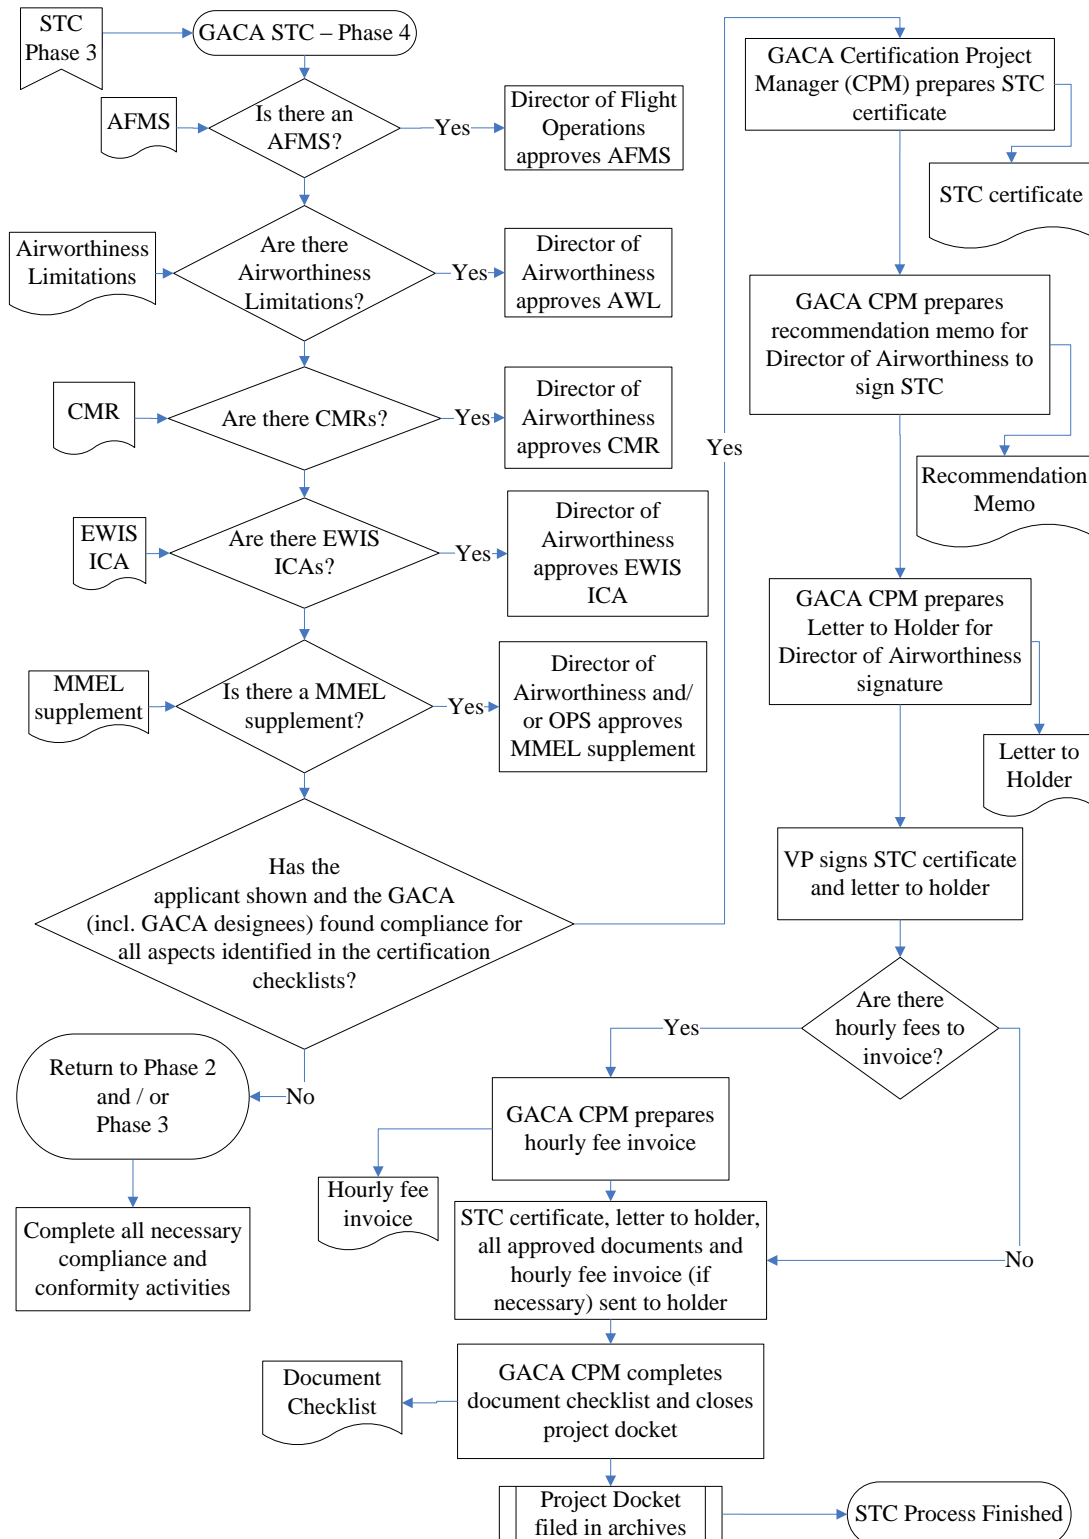 STC
Phase 3
GACA STC – Phase 4
AFMS
Is there an
AFMS?
Yes
Director of Flight
Operations
approves AFMS
Airworthiness
Limitations
Are there
Airworthiness
Limitations?
Yes
Director of
Airworthiness
approves AWL
CMR
Are there CMRs?
Yes
Director of
Airworthiness
approves CMR
EWIS
ICA
Are there EWIS
ICAs?
Yes
Director of
Airworthiness
approves EWIS
ICA
MMEL
supplement
Is there a MMEL
supplement?
Yes
Director of
Airworthiness and/
or OPS approves
MMEL supplement
Has the
applicant shown and the GACA
(incl. GACA designees) found compliance for
all aspects identified in the certification
checklists?
No
Return to Phase 2
and / or
Phase 3
Complete all necessary
compliance and
conformity activities
Yes
GACA Certification Project
Manager (CPM) prepares STC
certificate
STC certificate
GACA CPM prepares
recommendation memo for
Director of Airworthiness to
sign STC
Recommendation
Memo
GACA CPM prepares
Letter to Holder for
Director of Airworthiness
signature
Letter to
Holder
VP signs STC certificate
and letter to holder
Are there
hourly fees to
invoice?
Yes
No
GACA CPM prepares
hourly fee invoice
Hourly fee
invoice
STC certificate, letter to holder,
all approved documents and
hourly fee invoice (if
necessary) sent to holder
GACA CPM completes
document checklist and closes
project docket
Document
Checklist
Project Docket
filed in archives
STC Process Finished